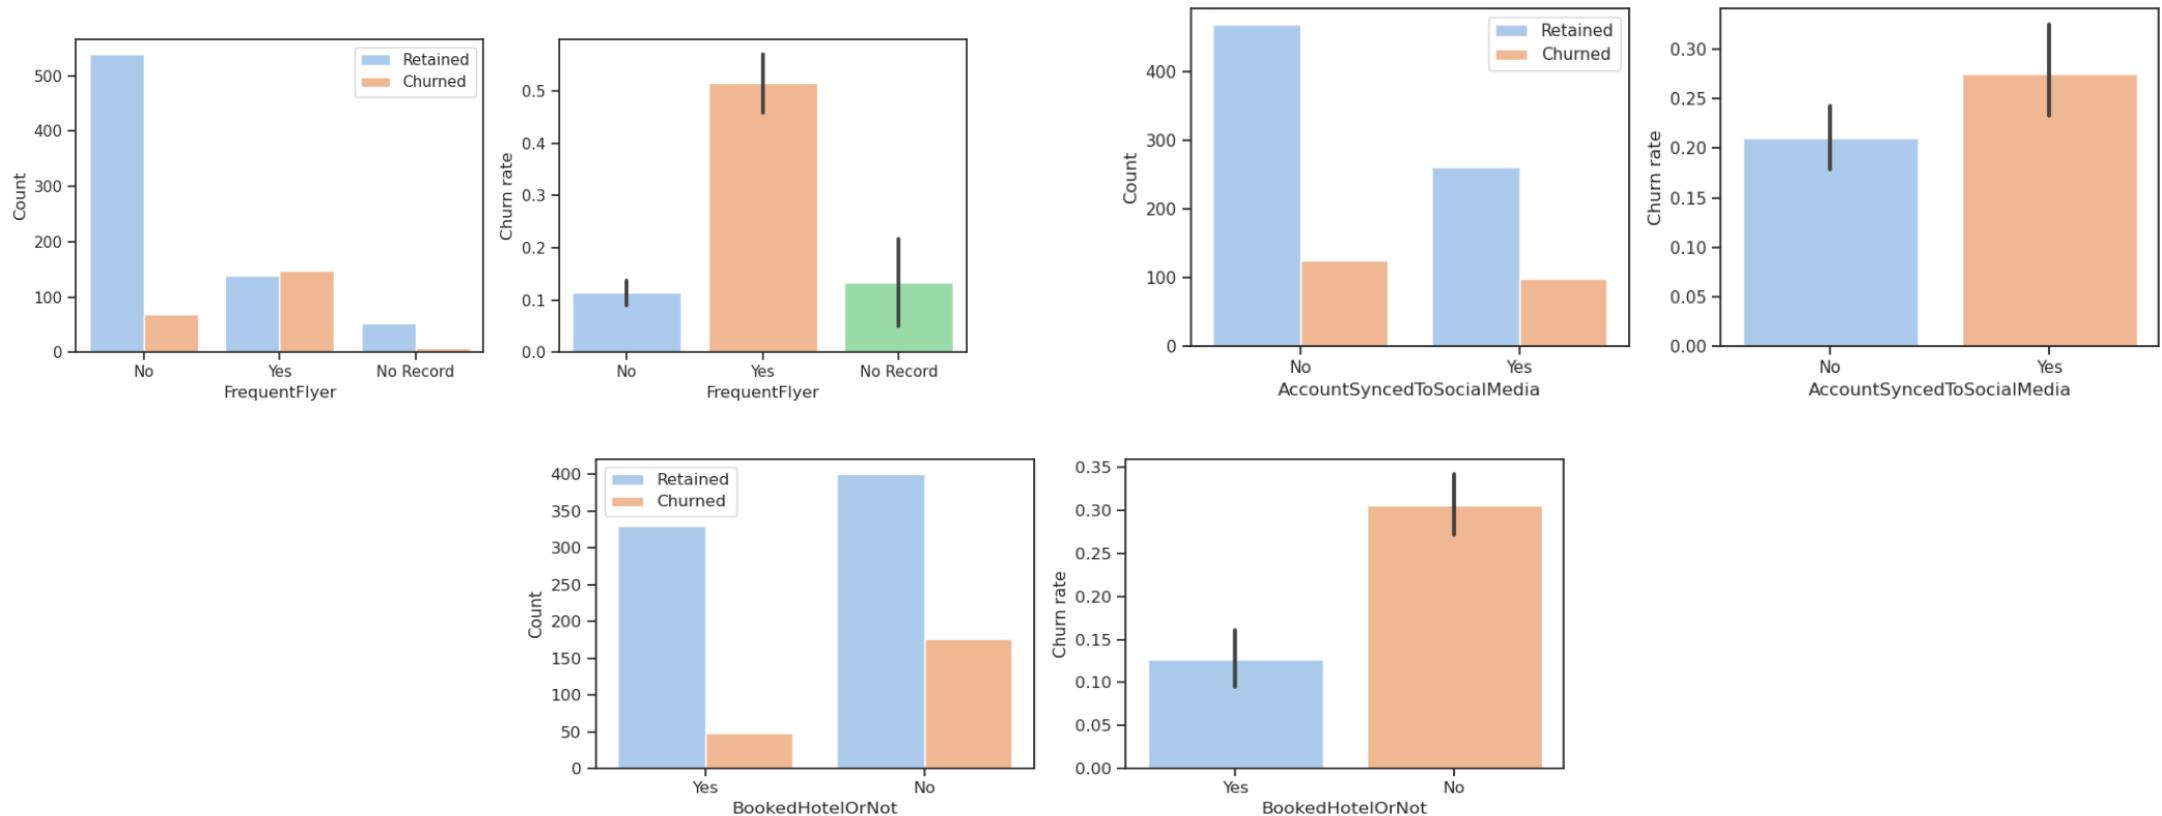 Count
500
400
300
200
100
0
Retained
Churned
No
Yes
No Record
FrequentFlyer
Churn rate
0.5
0.4
0.3
0.2
0.1
0.0
No
Yes
No Record
FrequentFlyer
Count
400
300
200
100
0
Retained
Churned
No
Yes
AccountSyncedToSocialMedia
Churn rate
0.30
0.25
0.20
0.15
0.10
0.05
0.00
No
Yes
AccountSyncedToSocialMedia
Count
400
350
300
250
200
150
100
50
0
Retained
Churned
Yes
No
BookedHotelOrNot
Churn rate
0.35
0.30
0.25
0.20
0.15
0.10
0.05
0.00
Yes
No
BookedHotelOrNot